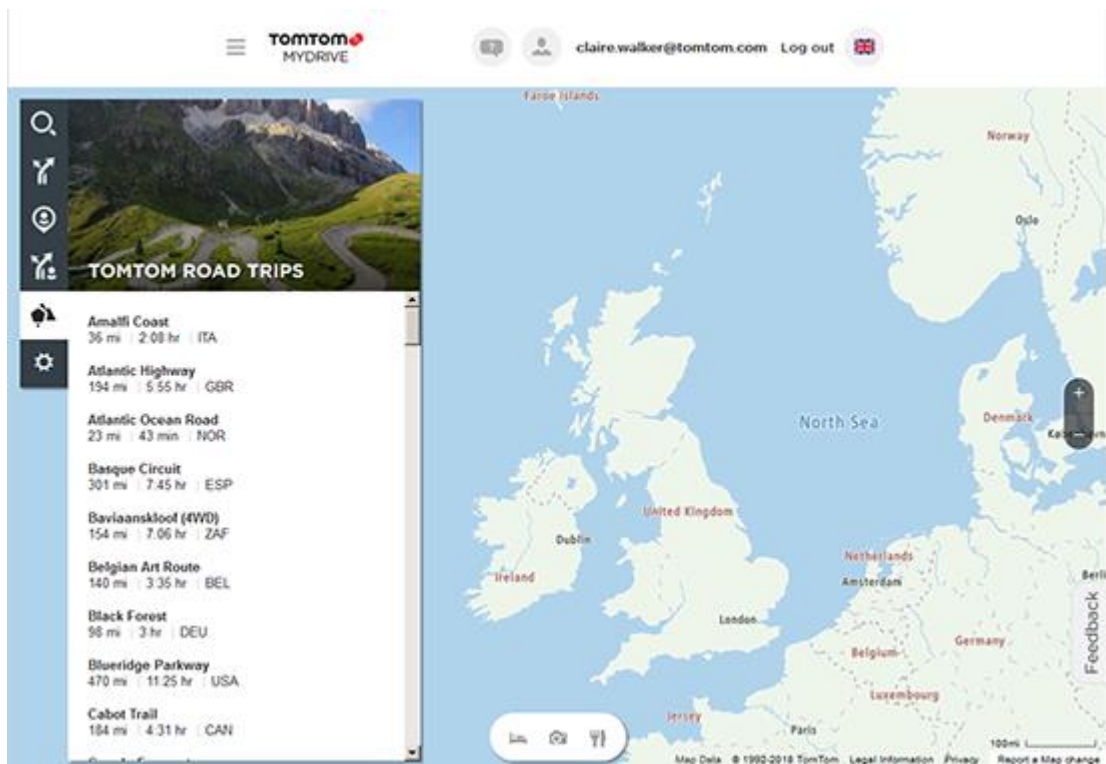 TOMTOM
MYDRIVE
claire.walker@tomtom.com Log out
TOMTOM ROAD TRIPS
Amalfi Coast
36 mi 2:08 hr ITA
Atlantic Highway
194 mi 5:55 hr GBR
Atlantic Ocean Road
23 mi 43 min NOR
Basque Circuit
301 mi 7:45 hr ESP
Baviaanskloof (4WD)
154 mi 7:06 hr ZAF
Belgian Art Route
140 mi 3:35 hr BEL
Black Forest
98 mi 3 hr DEU
Blueridge Parkway
470 mi 11:25 hr USA
Cabot Trail
184 mi 4:31 hr CAN
Faroe Islands
Norway
Oslo
North Sea
Denmark
United Kingdom
Dublin
Ireland
Netherlands
Amsterdam
London
Belgium
Germany
Luxembourg
Jersey
Paris
Feedback
100mi
Map Data © 1992-2018 TomTom Legal Information Privacy Report a Map change